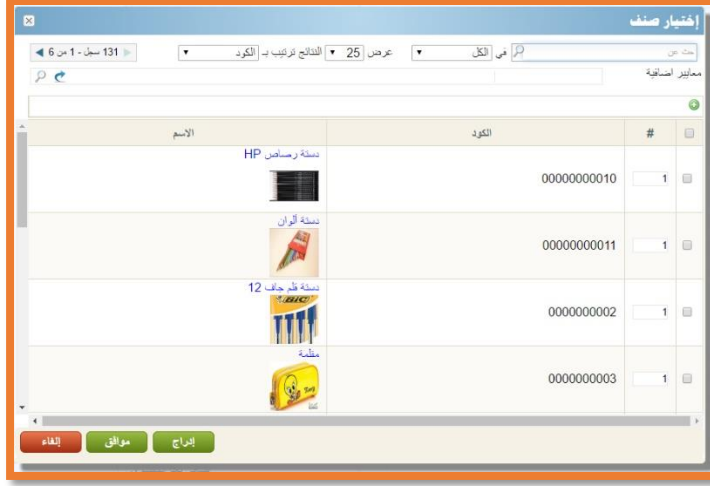 إختيار صنف
بحث عن في الكل عرض 25 النتائج ترتيب بـ الكود 131 سجل - 1 من 6
معايير اضافية
# الكود الاسم
1 00000000010 دستة رصاص HP
1 00000000011 دستة ألوان
1 0000000002 دستة قلم جاف 12
BIC
1 0000000003 مقلمة
إدراج موافق إلغاء